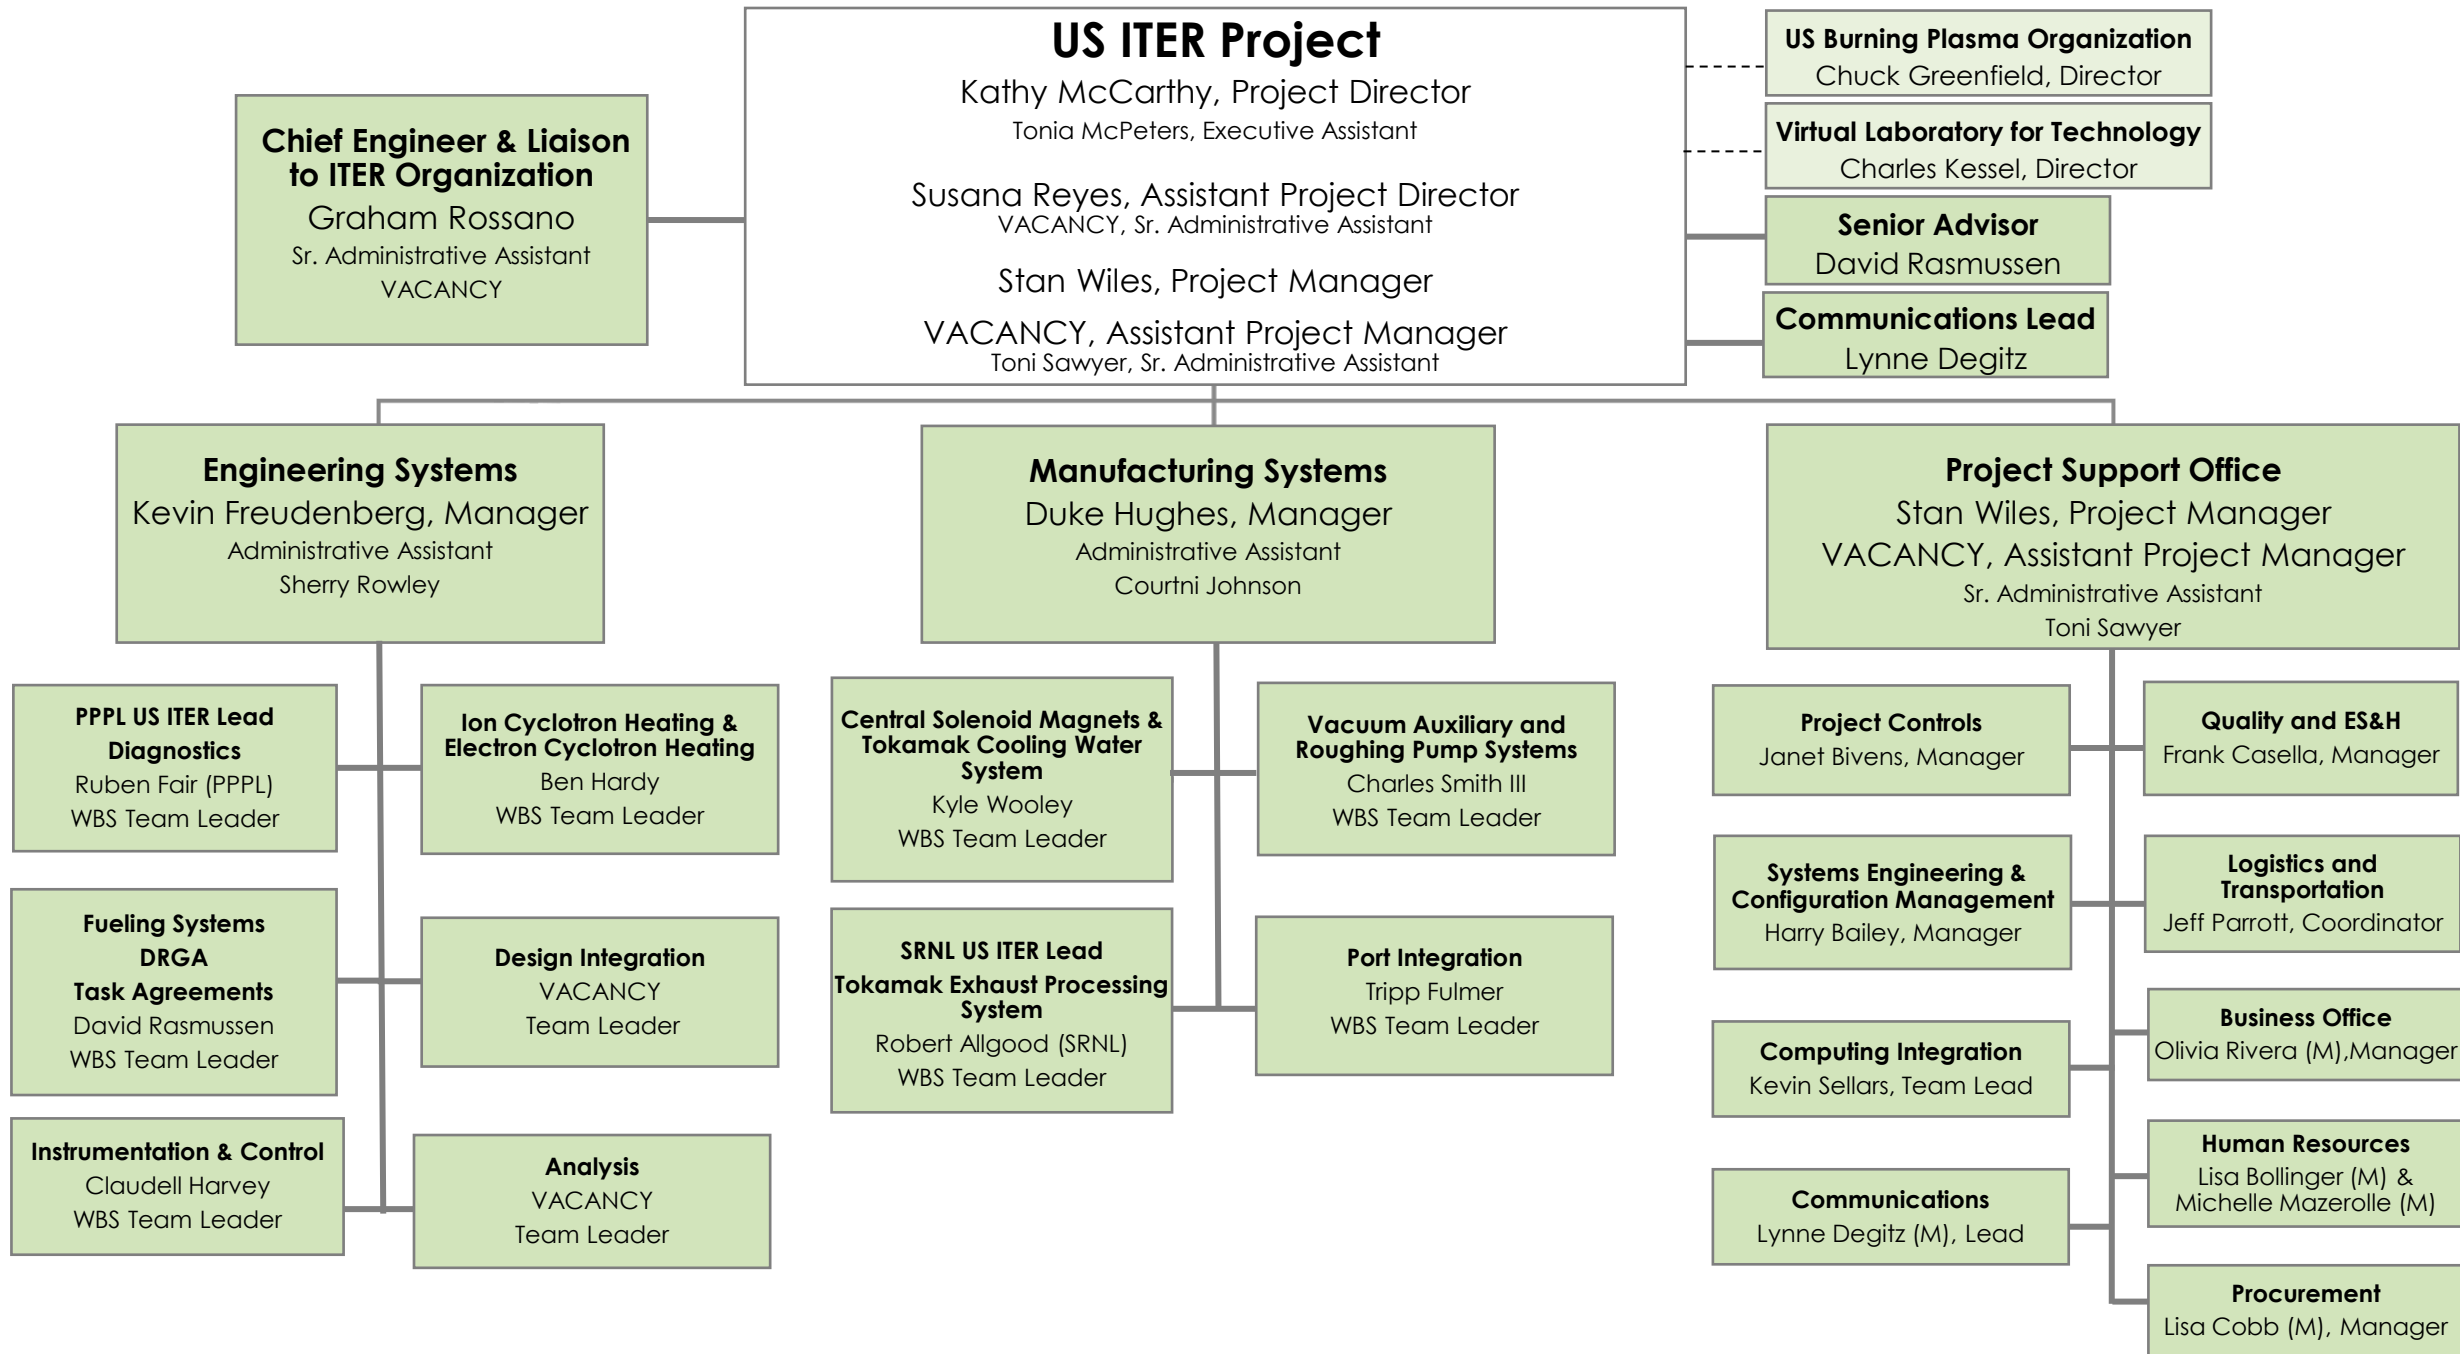 US ITER Project
Kathy McCarthy, Project Director
Tonia McPeters, Executive Assistant
Susana Reyes, Assistant Project Director
VACANCY, Sr. Administrative Assistant
Stan Wiles, Project Manager
VACANCY, Assistant Project Manager
Toni Sawyer, Sr. Administrative Assistant
Chief Engineer & Liaison
to ITER Organization
Graham Rossano
Sr. Administrative Assistant
VACANCY
US Burning Plasma Organization
Chuck Greenfield, Director
Virtual Laboratory for Technology
Charles Kessel, Director
Senior Advisor
David Rasmussen
Communications Lead
Lynne Degitz
Engineering Systems
Kevin Freudenberg, Manager
Administrative Assistant
Sherry Rowley
Manufacturing Systems
Duke Hughes, Manager
Administrative Assistant
Courtni Johnson
Project Support Office
Stan Wiles, Project Manager
VACANCY, Assistant Project Manager
Sr. Administrative Assistant
Toni Sawyer
PPPL US ITER Lead
Diagnostics
Ruben Fair (PPPL)
WBS Team Leader
Ion Cyclotron Heating &
Electron Cyclotron Heating
Ben Hardy
WBS Team Leader
Fueling Systems
DRGA
Task Agreements
David Rasmussen
WBS Team Leader
Design Integration
VACANCY
Team Leader
Instrumentation & Control
Claudell Harvey
WBS Team Leader
Analysis
VACANCY
Team Leader
Central Solenoid Magnets &
Tokamak Cooling Water
System
Kyle Wooley
WBS Team Leader
Vacuum Auxiliary and
Roughing Pump Systems
Charles Smith III
WBS Team Leader
SRNL US ITER Lead
Tokamak Exhaust Processing
System
Robert Allgood (SRNL)
WBS Team Leader
Port Integration
Tripp Fulmer
WBS Team Leader
Project Controls
Janet Bivens, Manager
Quality and ES&H
Frank Casella, Manager
Systems Engineering &
Configuration Management
Harry Bailey, Manager
Logistics and
Transportation
Jeff Parrott, Coordinator
Computing Integration
Kevin Sellars, Team Lead
Business Office
Olivia Rivera (M),Manager
Communications
Lynne Degitz (M), Lead
Human Resources
Lisa Bollinger (M) &
Michelle Mazerolle (M)
Procurement
Lisa Cobb (M), Manager